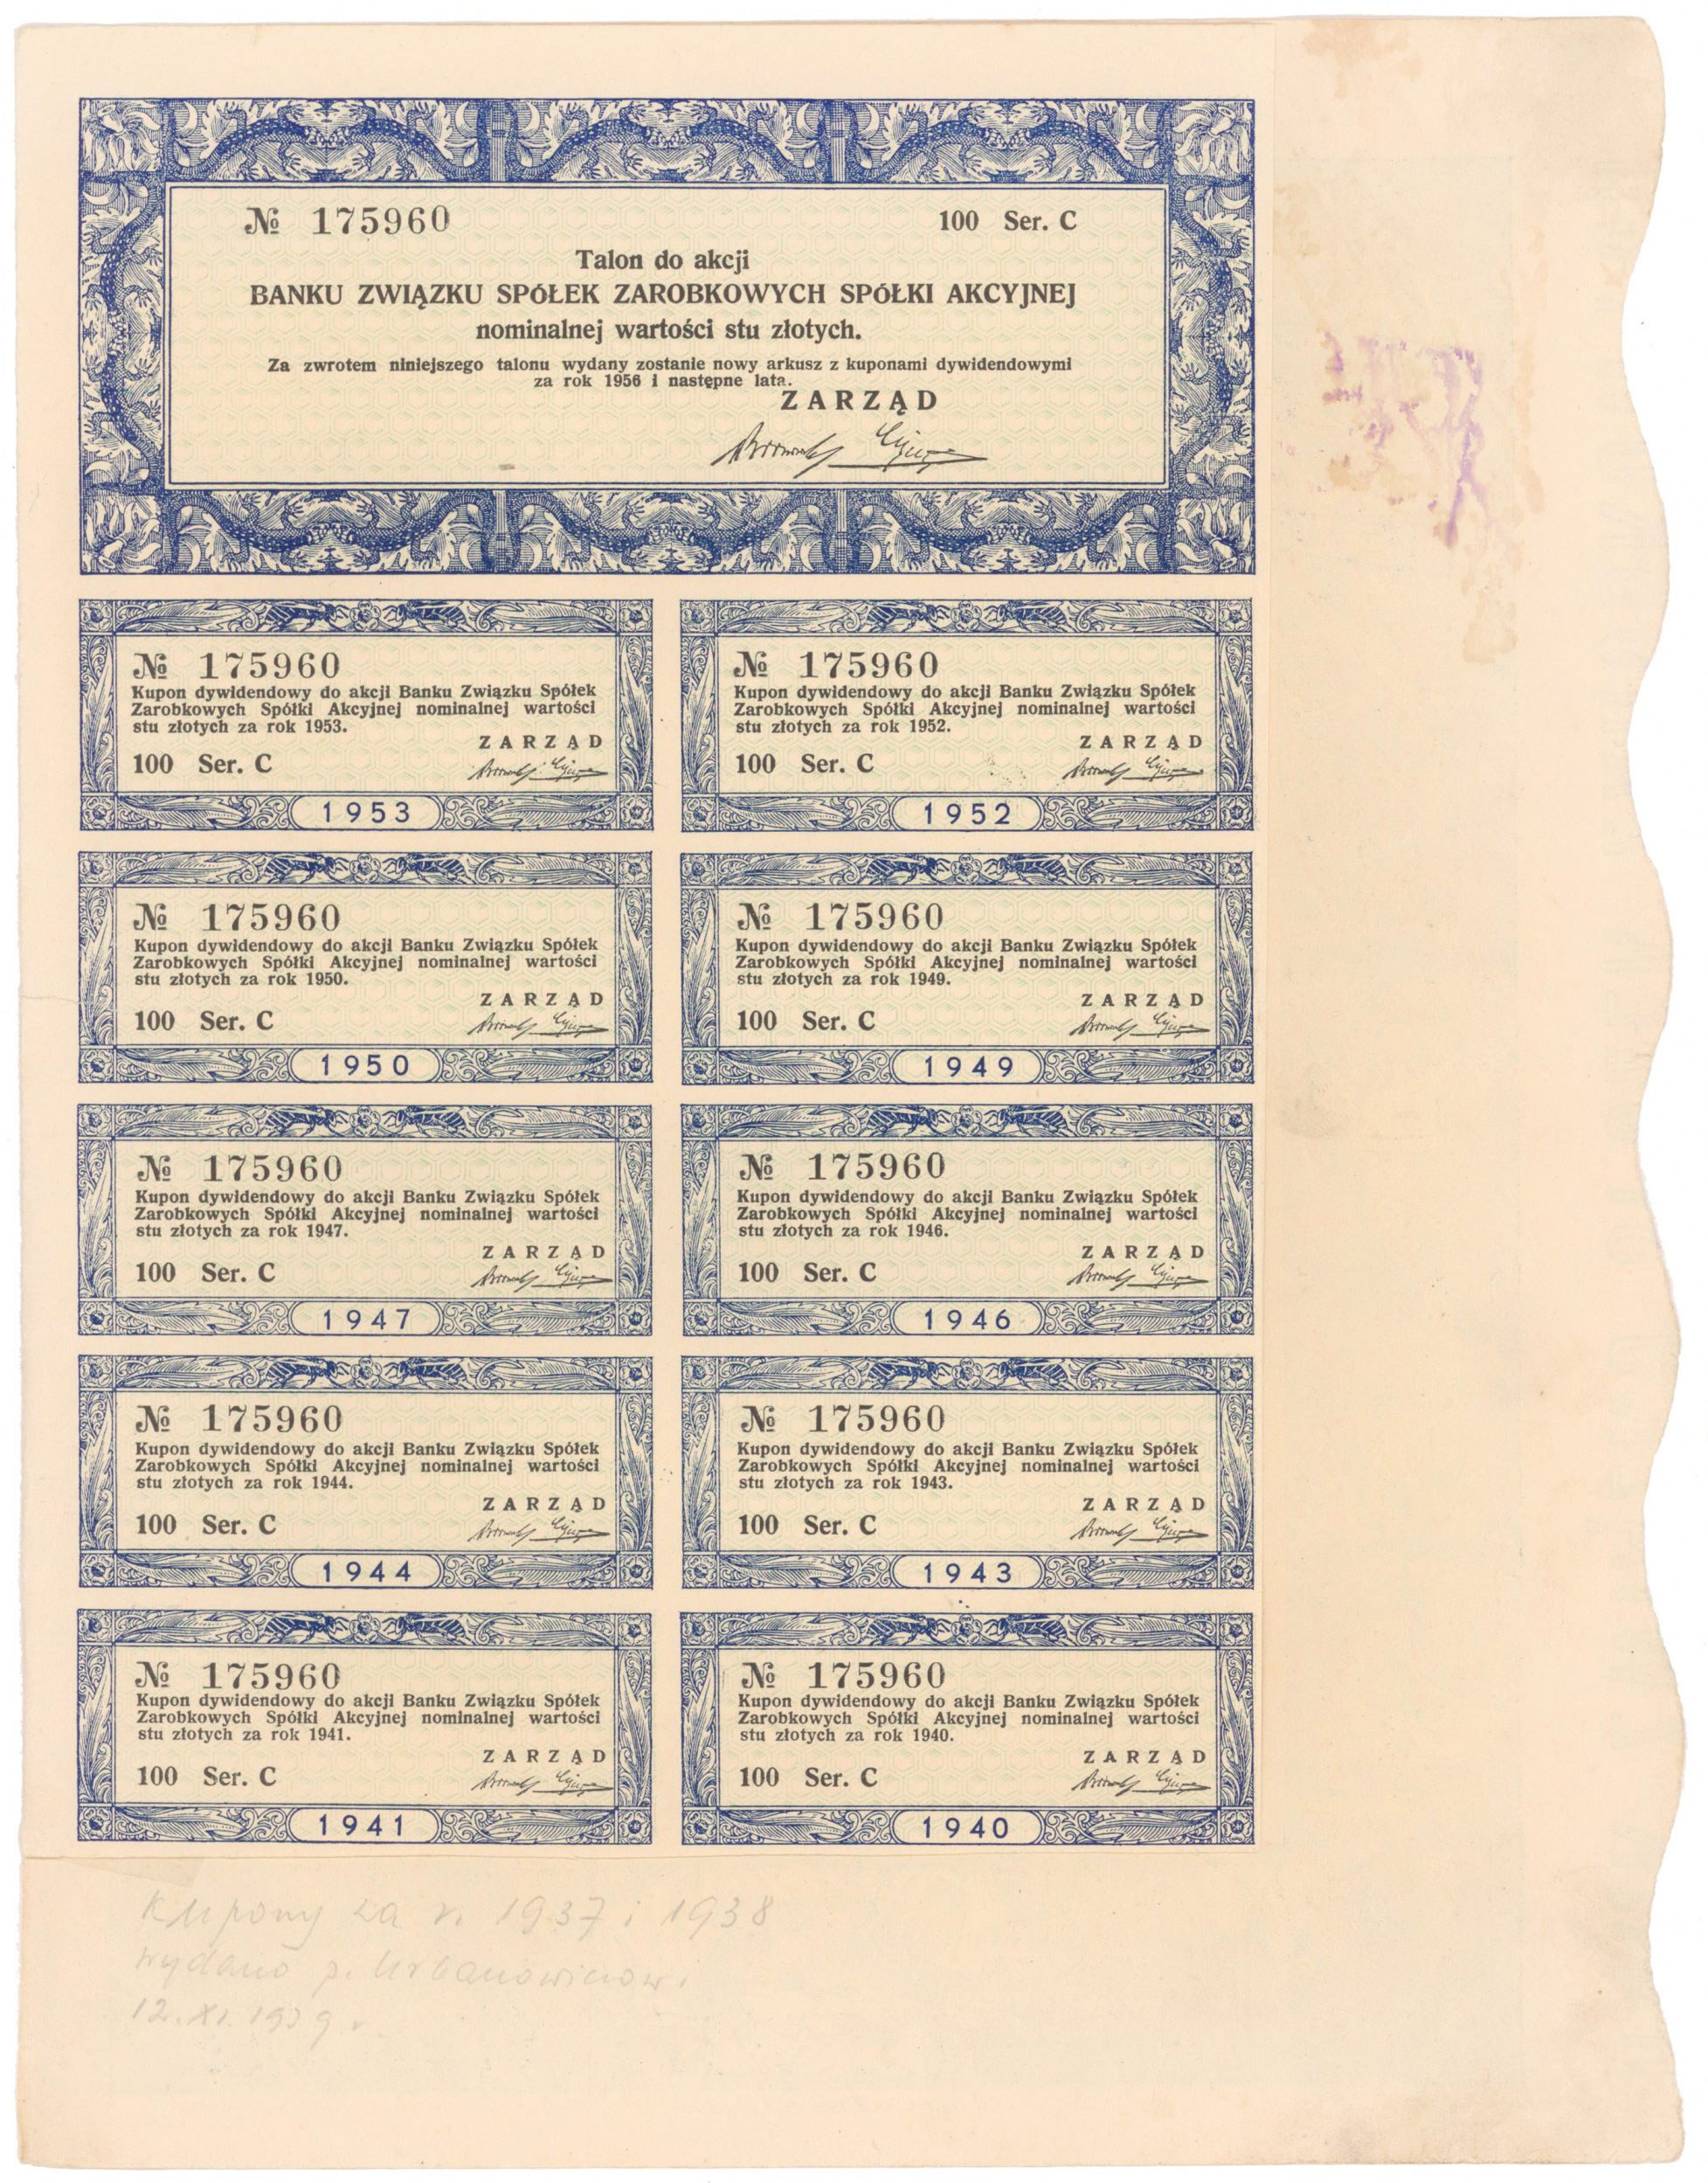 № 175960 100 Ser. C
Talon do akcji
BANKU ZWIĄZKU SPÓŁEK ZAROBKOWYCH SPÓŁKI AKCYJNEJ
nominalnej wartości stu złotych.
Za zwrotem niniejszego talonu wydany zostanie nowy arkusz z kuponami dywidendowymi
za rok 1956 i następne lata.
ZARZĄD
№ 175960
Kupon dywidendowy do akcji Banku Związku Spółek
Zarobkowych Spółki Akcyjnej nominalnej wartości
stu złotych za rok 1953.
ZARZĄD
100 Ser. C
1953
№ 175960
Kupon dywidendowy do akcji Banku Związku Spółek
Zarobkowych Spółki Akcyjnej nominalnej wartości
stu złotych za rok 1952.
ZARZĄD
100 Ser. C
1952
№ 175960
Kupon dywidendowy do akcji Banku Związku Spółek
Zarobkowych Spółki Akcyjnej nominalnej wartości
stu złotych za rok 1950.
ZARZĄD
100 Ser. C
1950
№ 175960
Kupon dywidendowy do akcji Banku Związku Spółek
Zarobkowych Spółki Akcyjnej nominalnej wartości
stu złotych za rok 1949.
ZARZĄD
100 Ser. C
1949
№ 175960
Kupon dywidendowy do akcji Banku Związku Spółek
Zarobkowych Spółki Akcyjnej nominalnej wartości
stu złotych za rok 1947.
ZARZĄD
100 Ser. C
1947
№ 175960
Kupon dywidendowy do akcji Banku Związku Spółek
Zarobkowych Spółki Akcyjnej nominalnej wartości
stu złotych za rok 1946.
ZARZĄD
100 Ser. C
1946
№ 175960
Kupon dywidendowy do akcji Banku Związku Spółek
Zarobkowych Spółki Akcyjnej nominalnej wartości
stu złotych za rok 1944.
ZARZĄD
100 Ser. C
1944
№ 175960
Kupon dywidendowy do akcji Banku Związku Spółek
Zarobkowych Spółki Akcyjnej nominalnej wartości
stu złotych za rok 1943.
ZARZĄD
100 Ser. C
1943
№ 175960
Kupon dywidendowy do akcji Banku Związku Spółek
Zarobkowych Spółki Akcyjnej nominalnej wartości
stu złotych za rok 1941.
ZARZĄD
100 Ser. C
1941
№ 175960
Kupon dywidendowy do akcji Banku Związku Spółek
Zarobkowych Spółki Akcyjnej nominalnej wartości
stu złotych za rok 1940.
ZARZĄD
100 Ser. C
1940
Kupony za r. 1937 i 1938
wydano p. Urbanowiczowi
12.XI.1939 r.